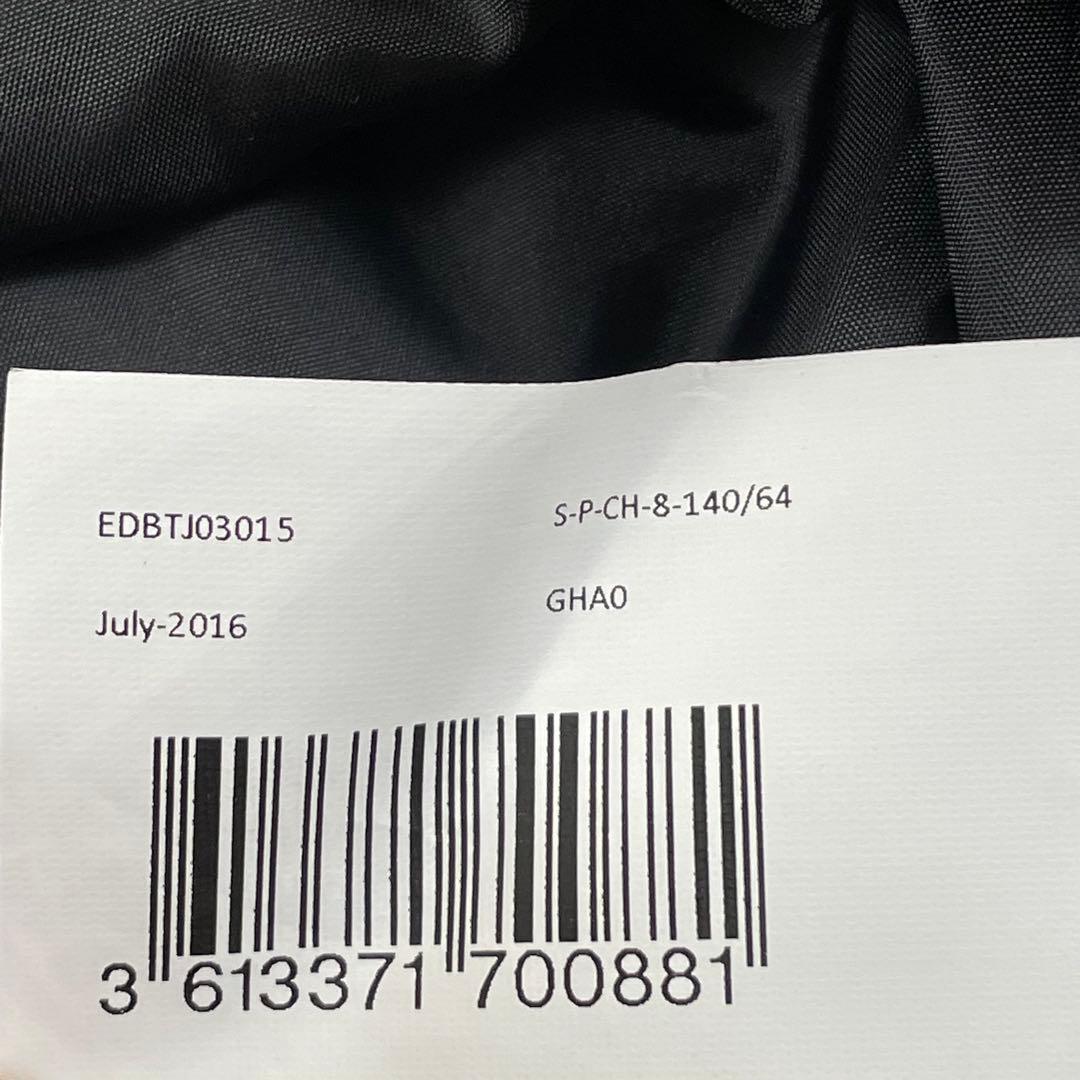 EDBTJ03015
S-P-CH-8-140/64
July-2016
GHA0
3 613371 700881